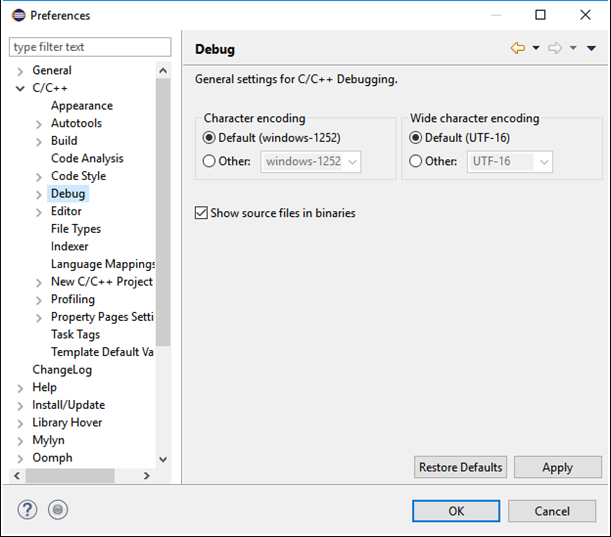 Preferences
type filter text
General
C/C++
Appearance
Autotools
Build
Code Analysis
Code Style
Debug
Editor
File Types
Indexer
Language Mappings
New C/C++ Project
Profiling
Property Pages Setti
Task Tags
Template Default Va
ChangeLog
Help
Install/Update
Library Hover
Mylyn
Oomph
Debug
General settings for C/C++ Debugging.
Character encoding
Default (windows-1252)
Other: windows-1252
Wide character encoding
Default (UTF-16)
Other: UTF-16
Show source files in binaries
Restore Defaults Apply
? OK Cancel